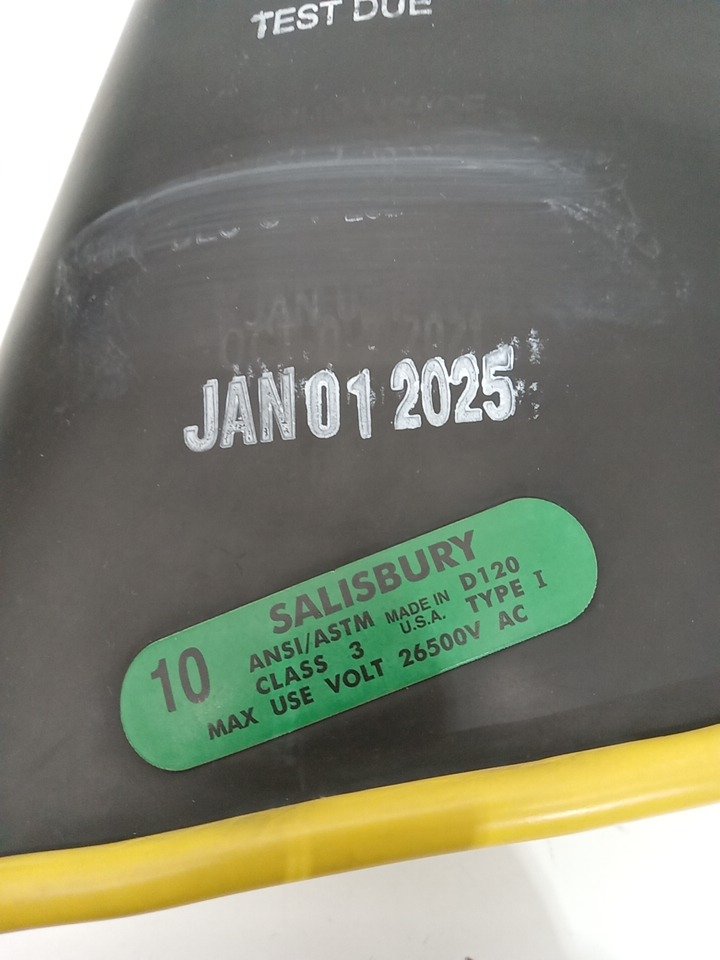 TEST DUE
JAN 01 2025
SALISBURY
10 ANSI/ASTM MADE IN D120
CLASS 3 U.S.A. TYPE I
MAX USE VOLT 26500V AC